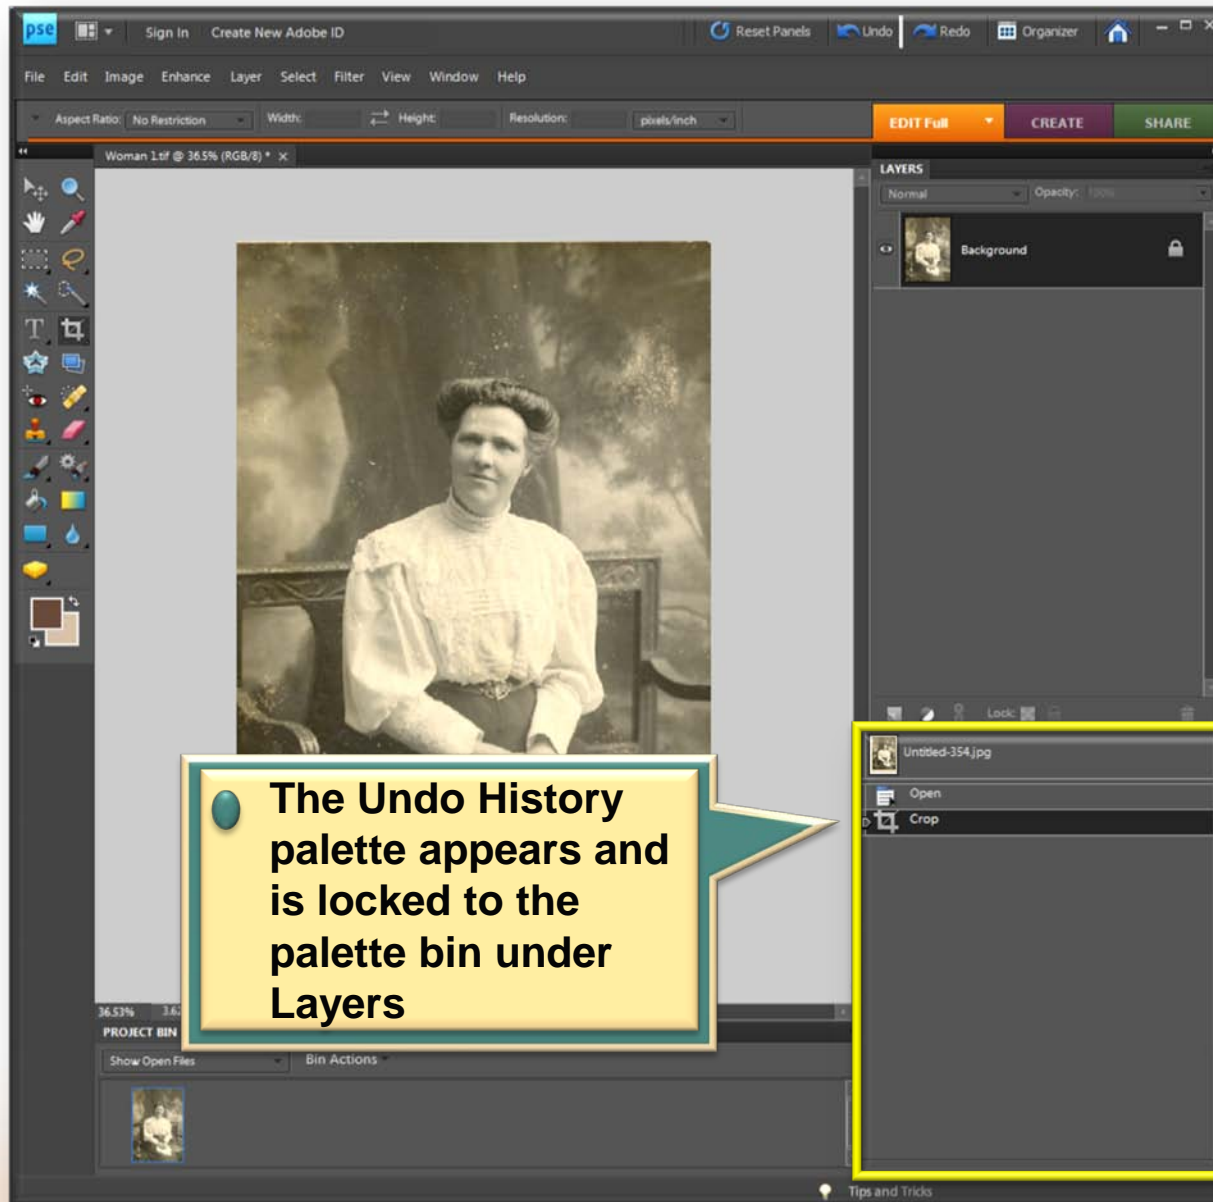 pse
Sign In Create New Adobe ID
Reset Panels Undo Redo Organizer
File Edit Image Enhance Layer Select Filter View Window Help
Aspect Ratio: No Restriction Width: Height: Resolution: pixels/inch
EDIT Full CREATE SHARE
Woman 1.tif @ 36.5% (RGB/8) * ×
LAYERS
Normal Opacity: 100%
Background
Lock:
Untitled-354.jpg
Open
Crop
The Undo History
palette appears and
is locked to the
palette bin under
Layers
36.53% 3.62
PROJECT BIN
Show Open Files Bin Actions
Tips and Tricks